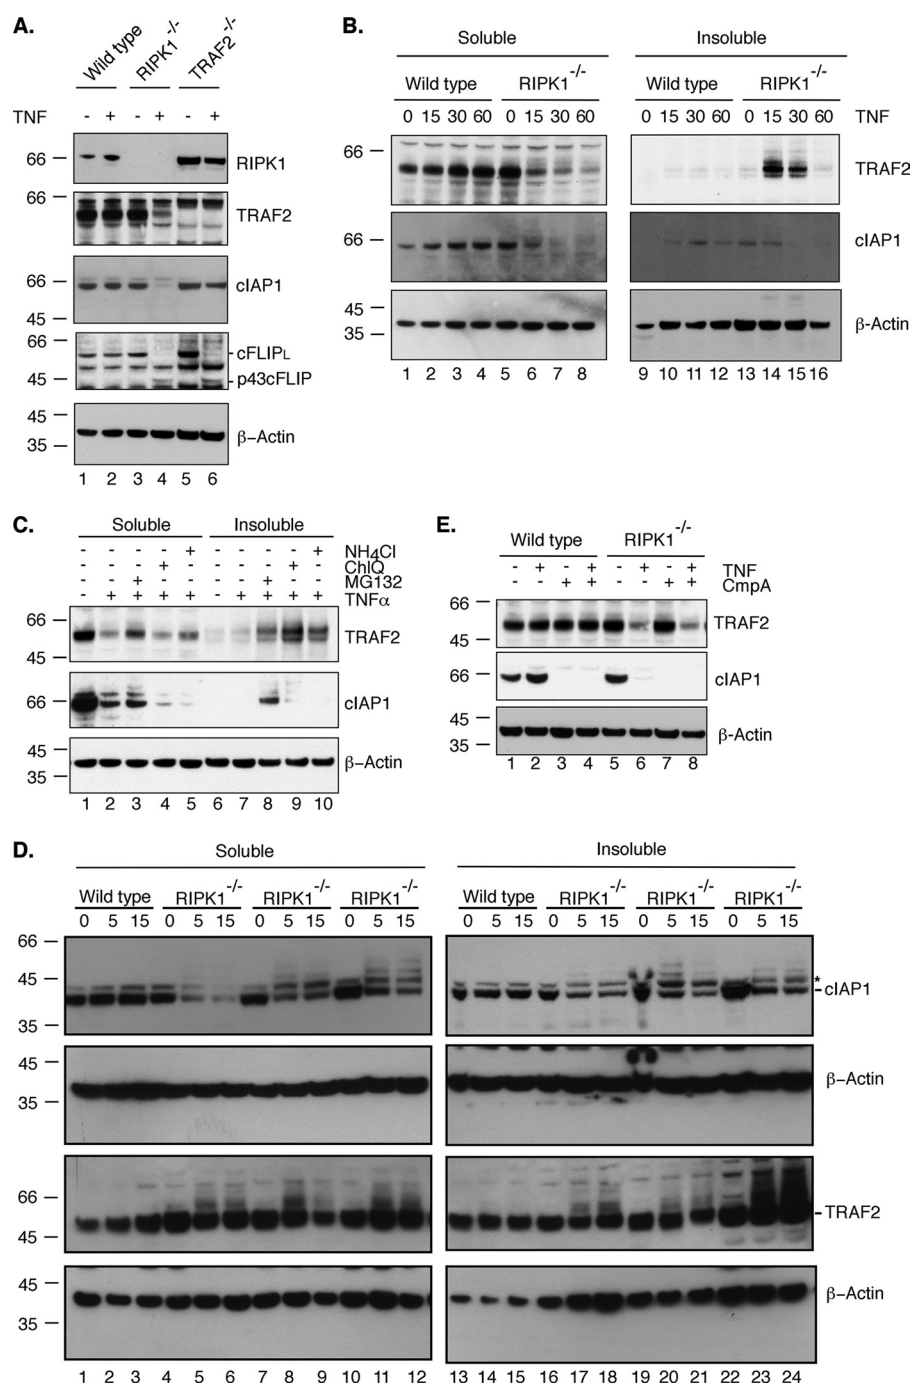 A.
Wild type
RIPK1-/-
TRAF2-/-
TNF - + - + - +
66
RIPK1
66
TRAF2
66
cIAP1
45
66
cFLIPL
45
p43cFLIP
45
35
β-Actin
1 2 3 4 5 6
B.
Soluble
Insoluble
Wild type
RIPK1-/-
Wild type
RIPK1-/-
0 15 30 60 0 15 30 60
0 15 30 60 0 15 30 60
TNF
66
TRAF2
66
cIAP1
45
35
β-Actin
1 2 3 4 5 6 7 8
9 10 11 12 13 14 15 16
C.
Soluble
Insoluble
- - - - + - - - - +
NH4Cl
- - - + - - - - + -
ChlQ
- - + - - - - + - -
MG132
- + + + + - + + + +
TNFα
66
TRAF2
45
66
cIAP1
45
35
β-Actin
1 2 3 4 5 6 7 8 9 10
E.
Wild type
RIPK1-/-
- + - + - + - +
TNF
- - + + - - + +
CmpA
66
TRAF2
45
66
cIAP1
45
35
β-Actin
1 2 3 4 5 6 7 8
D.
Soluble
Insoluble
Wild type
RIPK1-/-
RIPK1-/-
RIPK1-/-
Wild type
RIPK1-/-
RIPK1-/-
RIPK1-/-
0 5 15 0 5 15 0 5 15 0 5 15
0 5 15 0 5 15 0 5 15 0 5 15
66
45
*
cIAP1
35
45
β-Actin
35
66
TRAF2
45
45
β-Actin
35
1 2 3 4 5 6 7 8 9 10 11 12
13 14 15 16 17 18 19 20 21 22 23 24